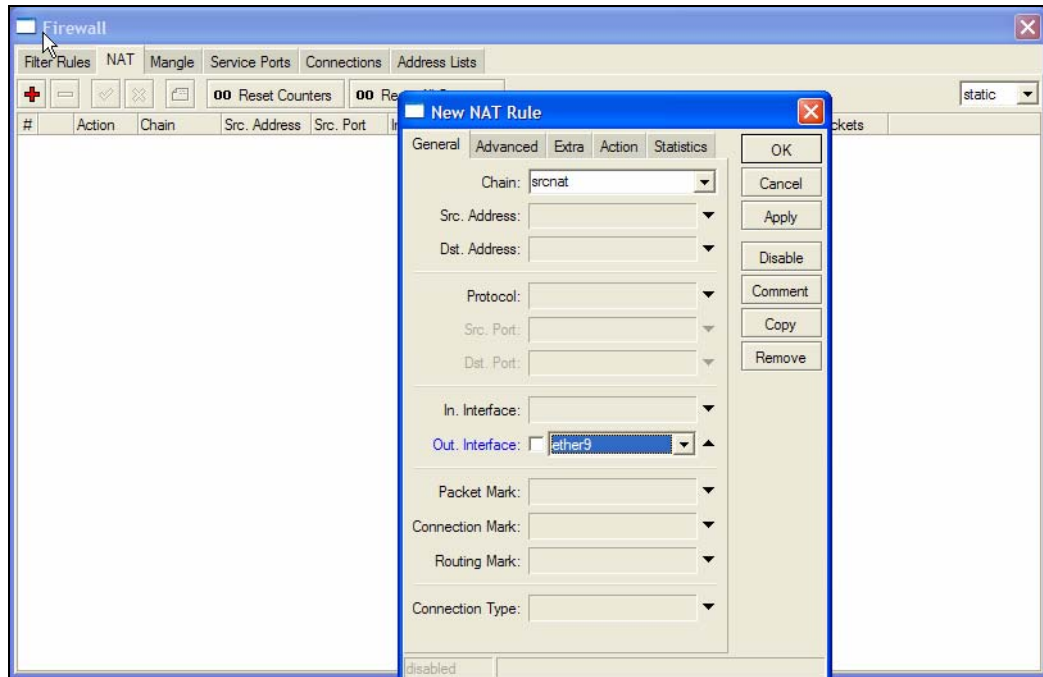 Firewall
Filter Rules NAT Mangle Service Ports Connections Address Lists
00 Reset Counters 00 static
# Action Chain Src. Address Src. Port
New NAT Rule
General Advanced Extra Action Statistics
Chain: srcnat
Src. Address:
Dst. Address:
Protocol:
Src. Port:
Dst. Port:
In. Interface:
Out. Interface: ether9
Packet Mark:
Connection Mark:
Routing Mark:
Connection Type:
disabled
OK
Cancel
Apply
Disable
Comment
Copy
Remove